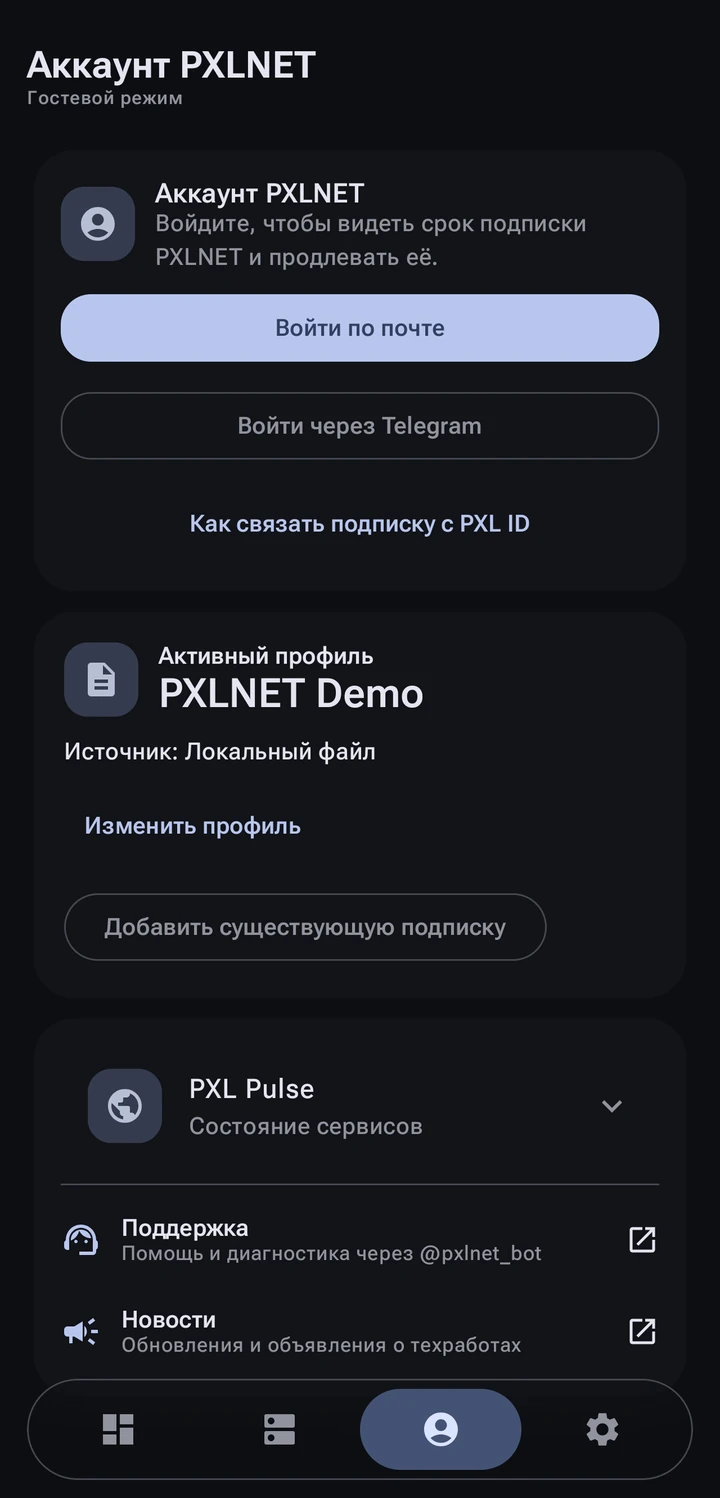 Аккаунт PXLNET
Гостевой режим
Аккаунт PXLNET
Войдите, чтобы видеть срок подписки
PXLNET и продлевать её.
Войти по почте
Войти через Telegram
Как связать подписку с PXL ID
Активный профиль
PXLNET Demo
Источник: Локальный файл
Изменить профиль
Добавить существующую подписку
PXL Pulse
Состояние сервисов
Поддержка
Помощь и диагностика через @pxlnet_bot
Новости
Обновления и объявления о техработах